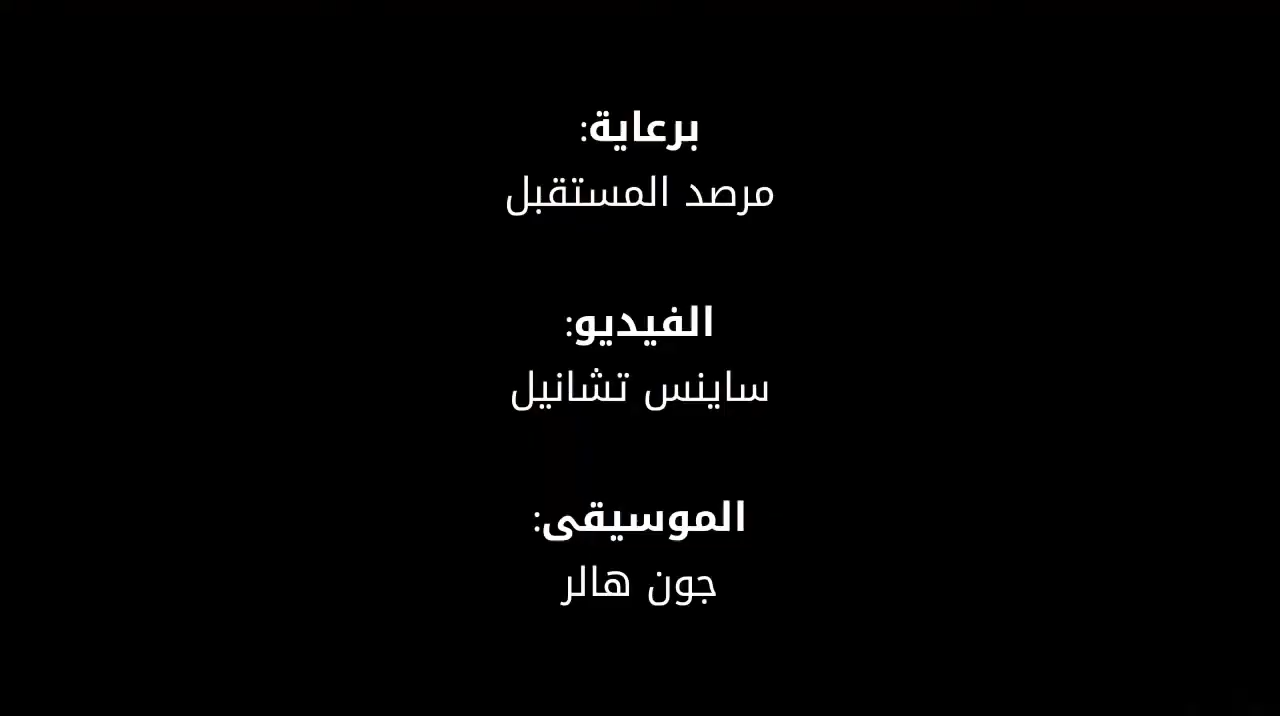 برعاية:
مرصد المستقبل
الفيديو:
ساينس تشانيل
الموسيقى:
جون هالر